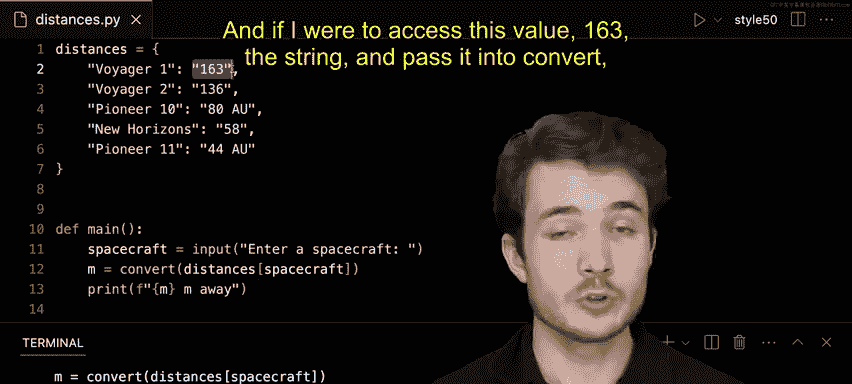 distances.py
style50
And if I were to access this value, 163,
the string, and pass it into convert,
1 distances = {
2 "Voyager 1": "163",
3 "Voyager 2": "136",
4 "Pioneer 10": "80 AU",
5 "New Horizons": "58",
6 "Pioneer 11": "44 AU"
7 }
8
9
10 def main():
11 spacecraft = input("Enter a spacecraft: ")
12 m = convert(distances[spacecraft])
13 print(f"{m} m away")
14
TERMINAL
m = convert(distances[spacecraft])